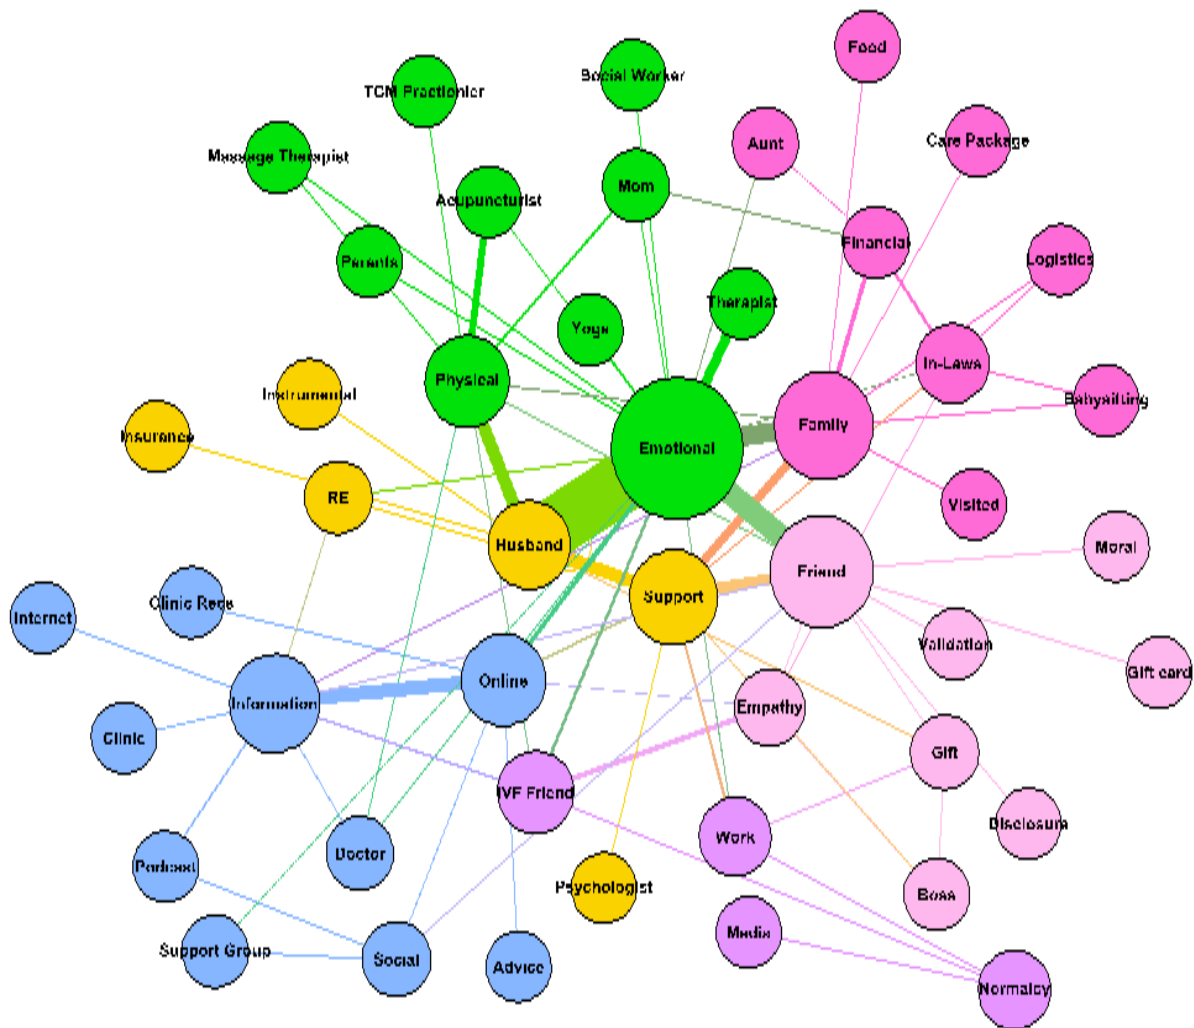 Food
Social Worker
TCM Practionier
Aunt
Care Package
Massage Therapist
Mom
Acupuncturist
Financial
Parents
Logistics
Therapist
Yoga
In-Laws
Physical
Instrumental
Babysitting
Family
Insurance
Emotional
RE
Visited
Husband
Moral
Friend
Support
Clinic Recs
Internet
Validation
Gift card
Online
Information
Empathy
Clinic
Gift
IVF Friend
Disclosure
Work
Doctor
Podcast
Psychologist
Boss
Media
Support Group
Social
Advice
Normalcy